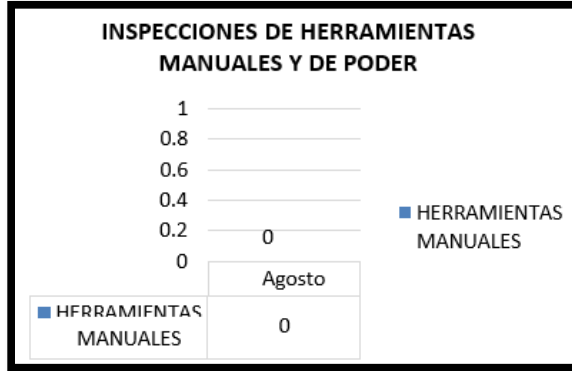 INSPECCIONES DE HERRAMIENTAS
MANUALES Y DE PODER
1
0.8
0.6
0.4
0.2
0
0
Agosto
HERRAMIENTAS
MANUALES
0
HERRAMIENTAS
MANUALES